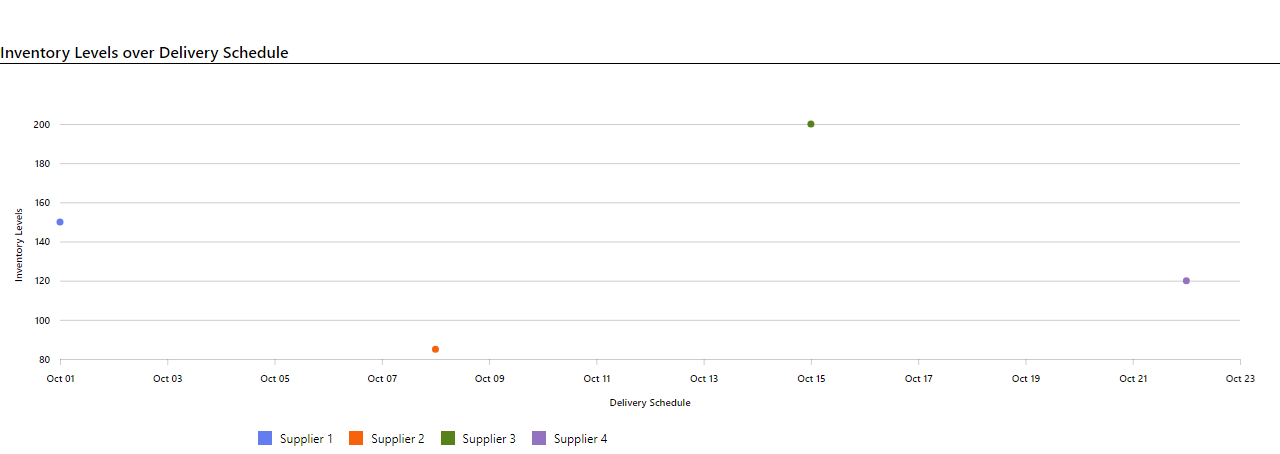 Inventory Levels over Delivery Schedule
200
180
160
140
120
100
80
Inventory Levels
Oct 01 Oct 03 Oct 05 Oct 07 Oct 09 Oct 11 Oct 13 Oct 15 Oct 17 Oct 19 Oct 21 Oct 23
Delivery Schedule
Supplier 1 Supplier 2 Supplier 3 Supplier 4